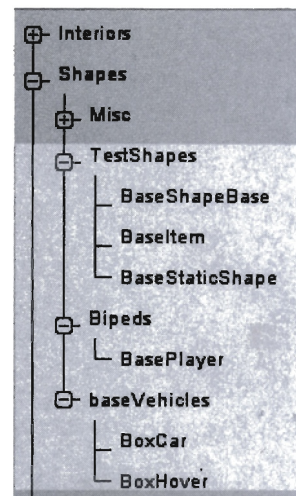 Interiors
Shapes
Misc
TestShapes
BaseShapeBase
BaseItem
BaseStaticShape
Bipeds
BasePlayer
baseVehicles
BoxCar
BoxHover